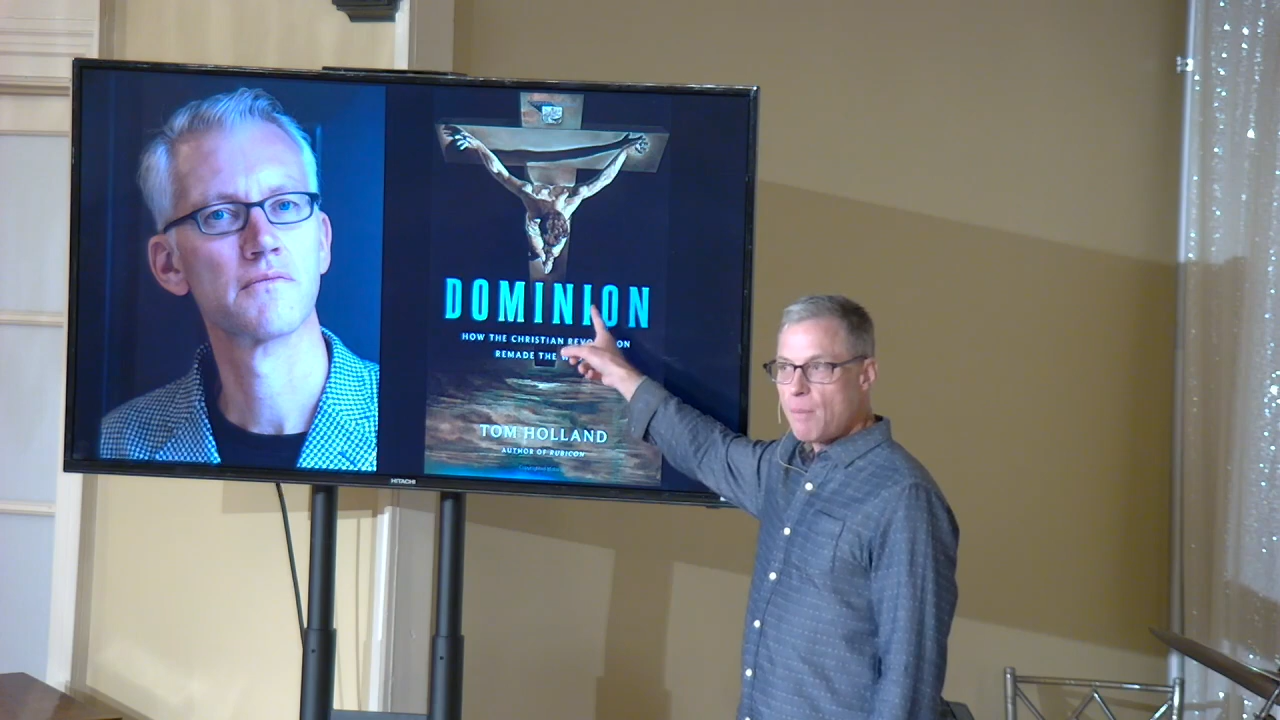 DOMINION
HOW THE CHRISTIAN
REMADE THE
TOM HOLLAND
AUTHOR OF RUBICON
HITACHI